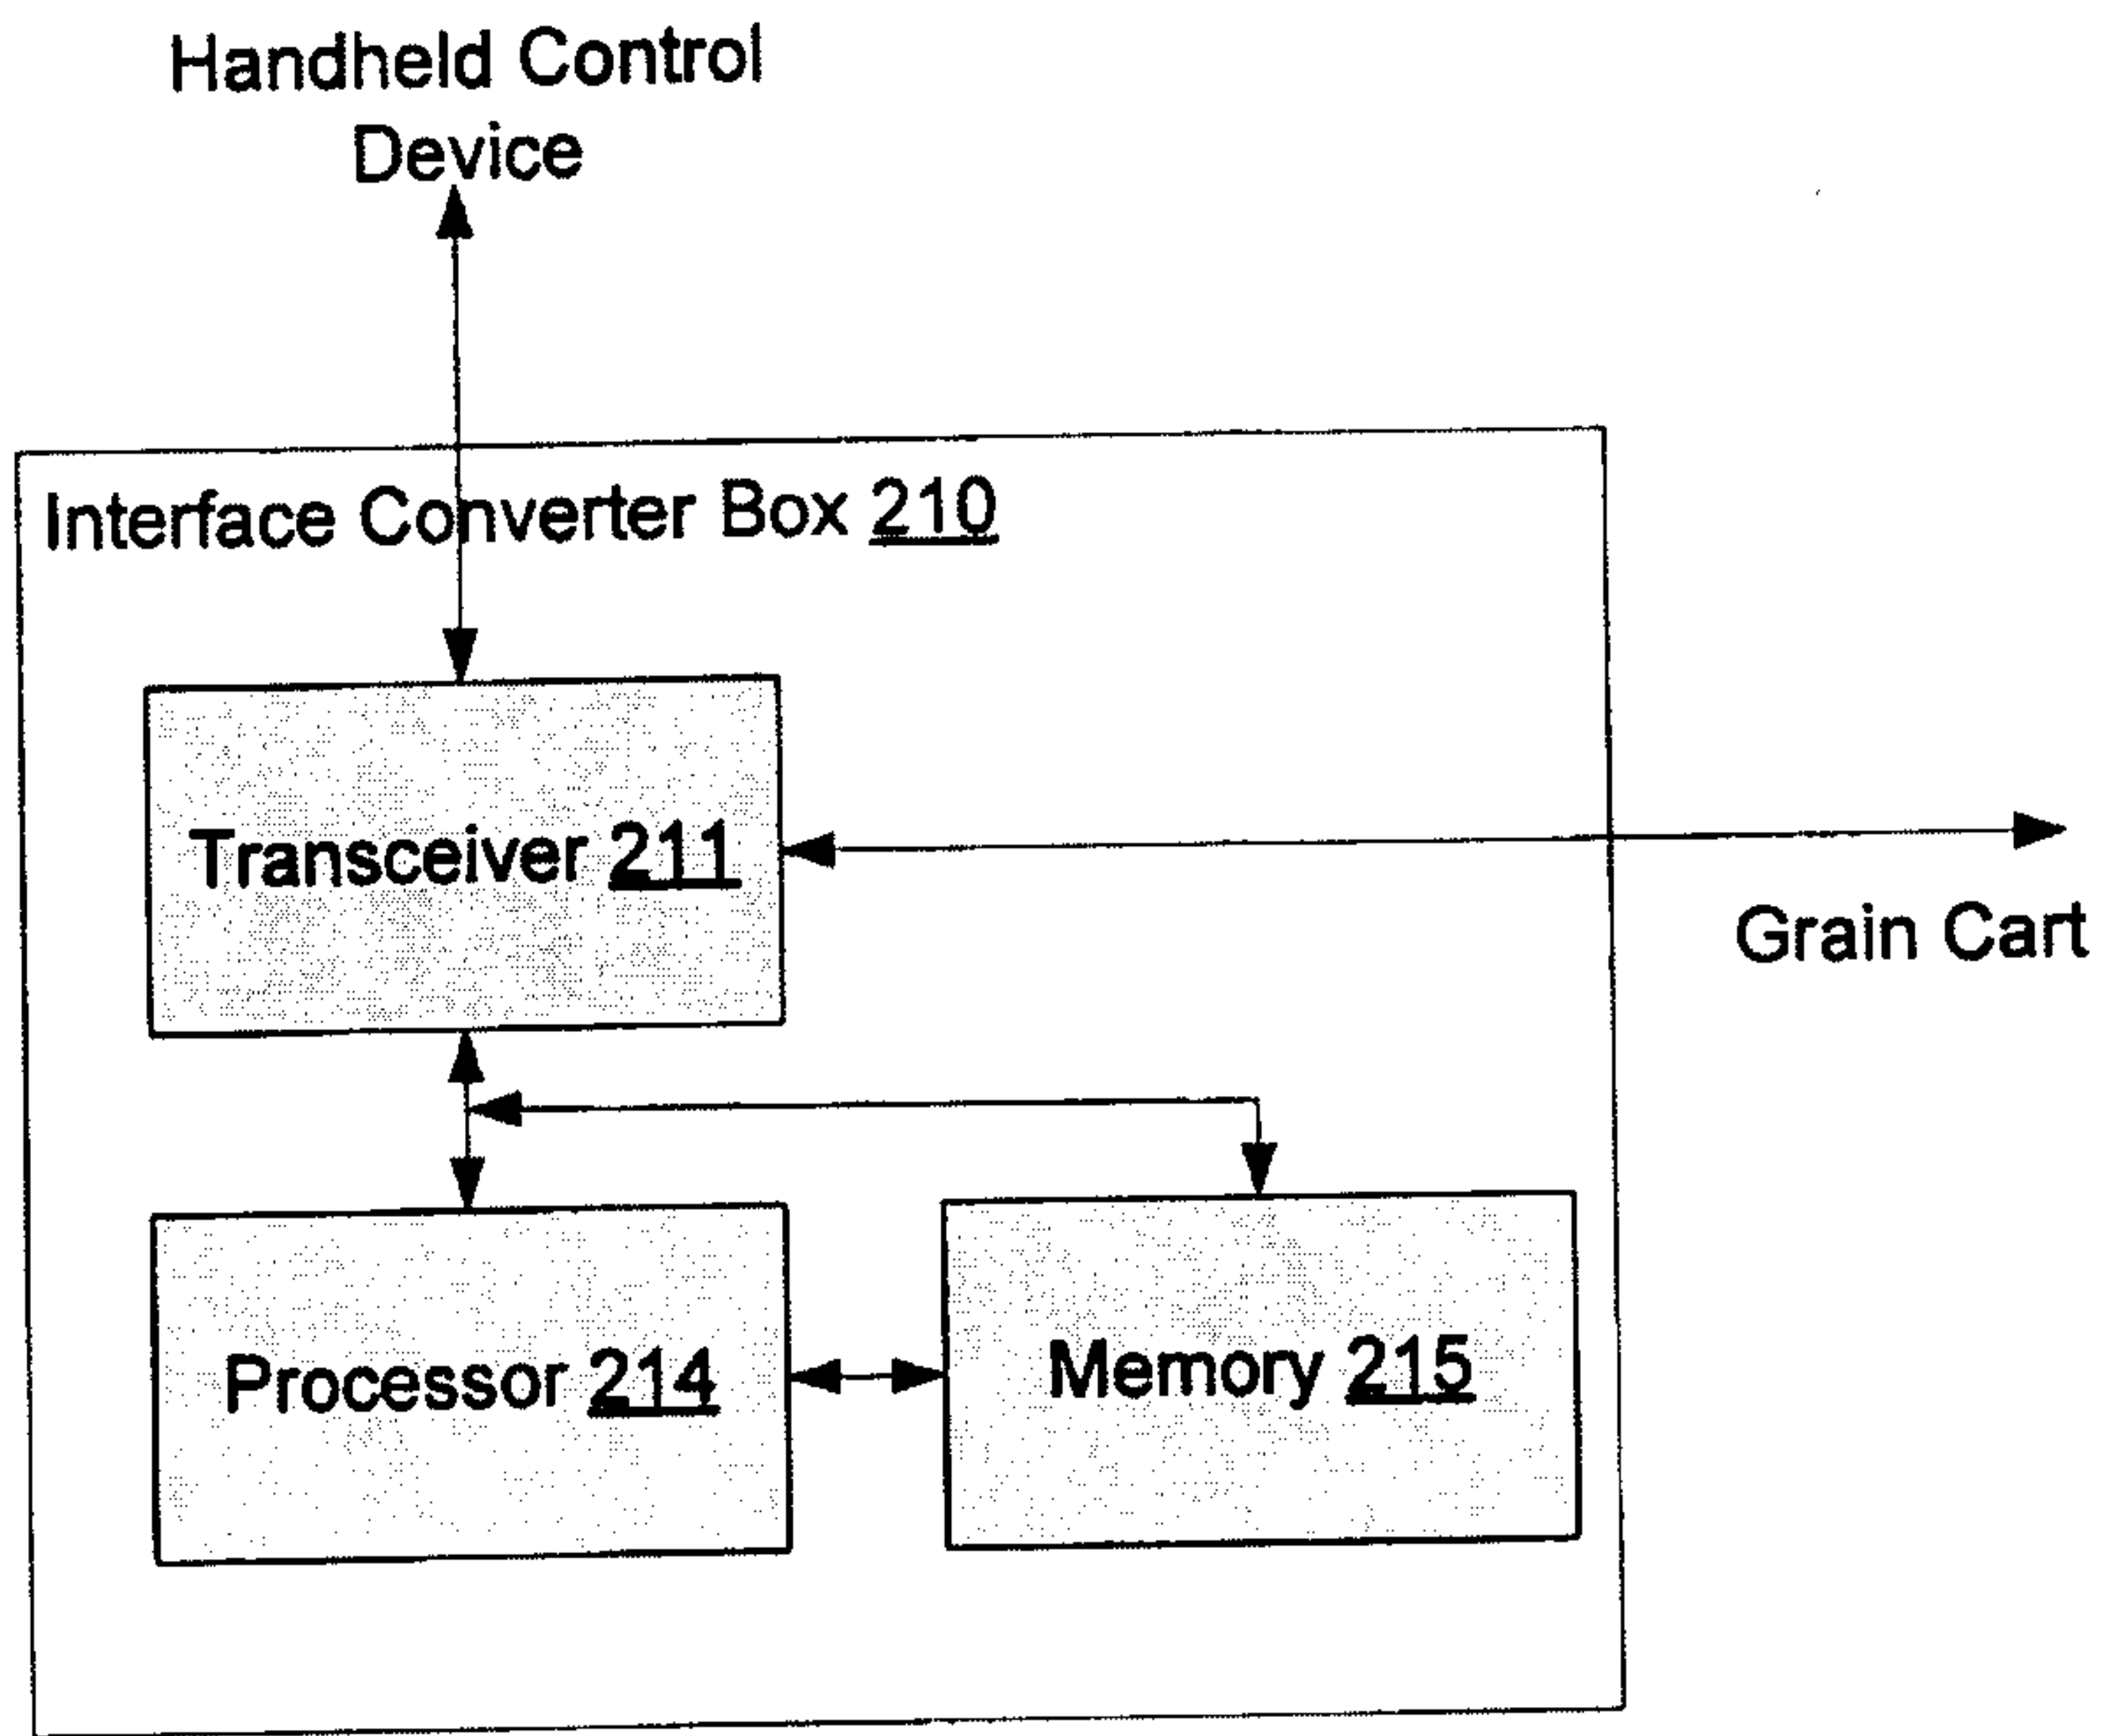 Handheld Control
Device
Interface Converter Box 210
Transceiver 211
Grain Cart
Processor 214
Memory 215